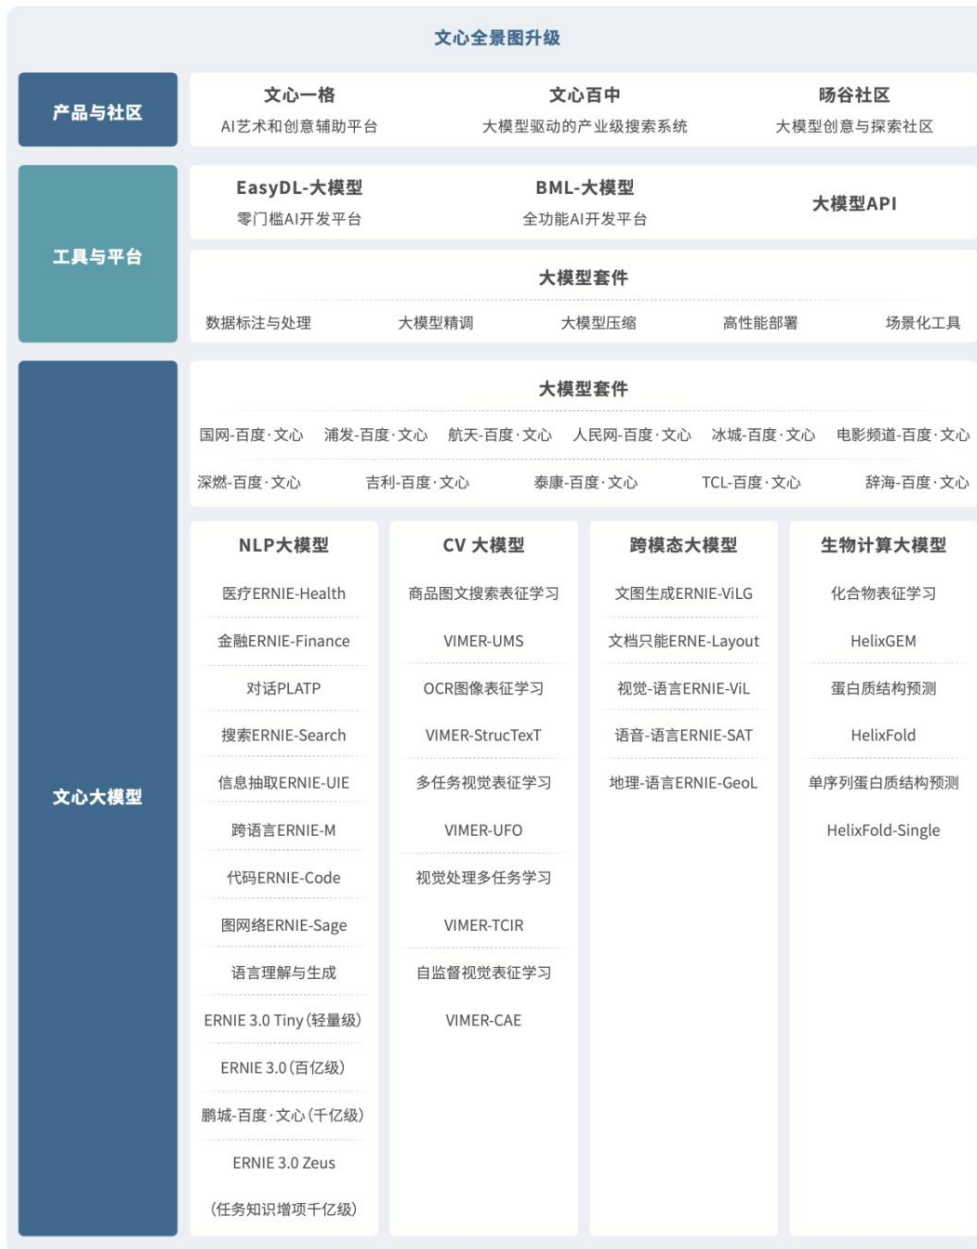 文心全景图升级
产品与社区
文心一格
AI艺术和创意辅助平台
文心百中
大模型驱动的产业级搜索系统
旸谷社区
大模型创意与探索社区
工具与平台
EasyDL-大模型
零门槛AI开发平台
BML-大模型
全功能AI开发平台
大模型API
大模型套件
数据标注与处理 大模型精调 大模型压缩 高性能部署 场景化工具
文心大模型
大模型套件
国网-百度·文心 浦发-百度·文心 航天-百度·文心 人民网-百度·文心 冰城-百度·文心 电影频道-百度·文心
深燃-百度·文心 吉利-百度·文心 泰康-百度·文心 TCL-百度·文心 辞海-百度·文心
NLP大模型
医疗ERNIE-Health
金融ERNIE-Finance
对话PLATP
搜索ERNIE-Search
信息抽取ERNIE-UIE
跨语言ERNIE-M
代码ERNIE-Code
图网络ERNIE-Sage
语言理解与生成
ERNIE 3.0 Tiny(轻量级)
ERNIE 3.0(百亿级)
鹏城-百度·文心(千亿级)
ERNIE 3.0 Zeus
(任务知识增项千亿级)
CV 大模型
商品图文搜索表征学习
VIMER-UMS
OCR图像表征学习
VIMER-StrucTexT
多任务视觉表征学习
VIMER-UFO
视觉处理多任务学习
VIMER-TCIR
自监督视觉表征学习
VIMER-CAE
跨模态大模型
文图生成ERNIE-ViLG
文档只能ERNE-Layout
视觉-语言ERNIE-ViL
语音-语言ERNIE-SAT
地理-语言ERNIE-GeoL
生物计算大模型
化合物表征学习
HelixGEM
蛋白质结构预测
HelixFold
单序列蛋白质结构预测
HelixFold-Single